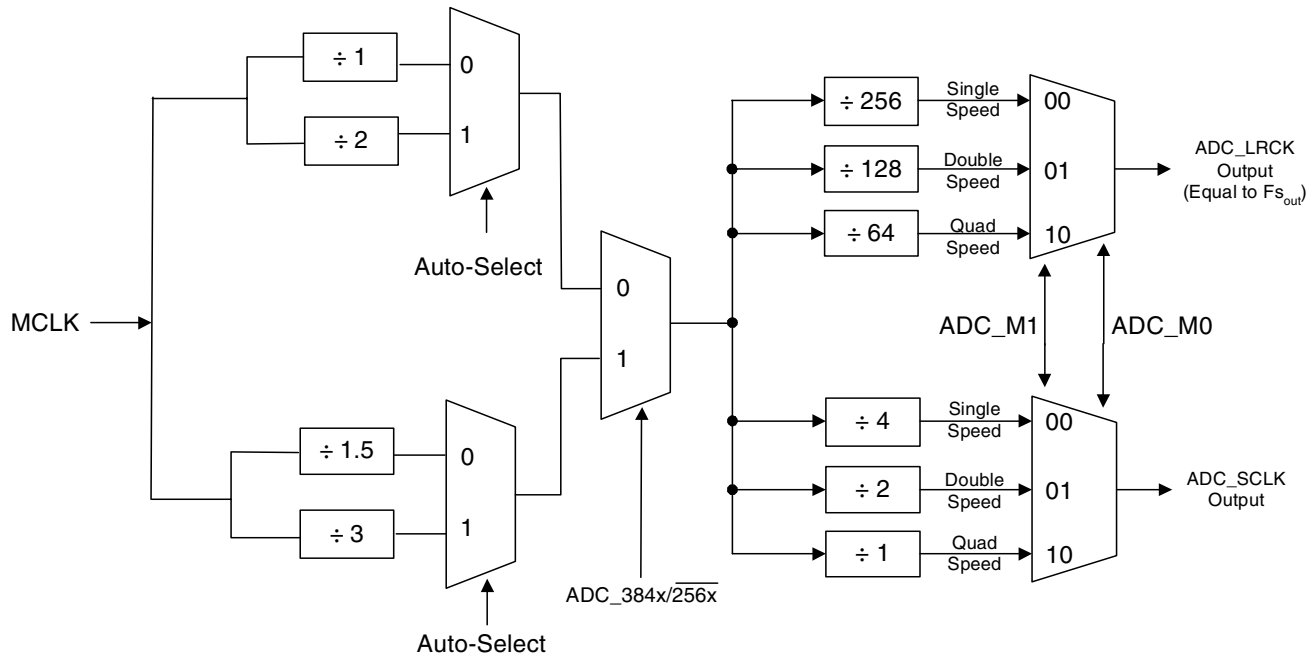 MCLK
÷ 1
÷ 2
0
1
Auto-Select
÷ 1.5
÷ 3
0
1
Auto-Select
0
1
ADC_384x/256x
÷ 256
Single
Speed
00
÷ 128
Double
Speed
01
÷ 64
Quad
Speed
10
ADC_LRCK
Output
(Equal to Fsout)
ADC_M1
ADC_M0
÷ 4
Single
Speed
00
÷ 2
Double
Speed
01
÷ 1
Quad
Speed
10
ADC_SCLK
Output